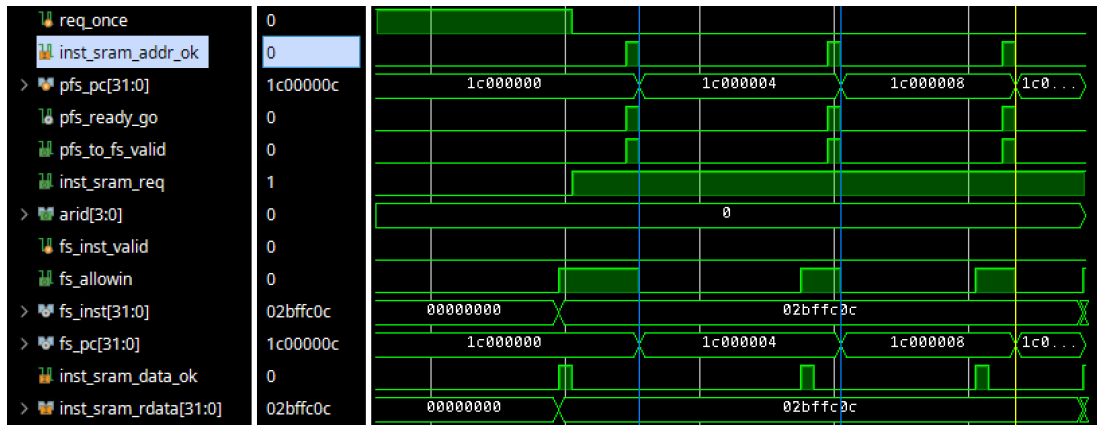 req_once 0
inst_sram_addr_ok 0
pfs_pc[31:0] 1c00000c 1c000000 1c000004 1c000008 1c0...
pfs_ready_go 0
pfs_to_fs_valid 0
inst_sram_req 1
arid[3:0] 0 0
fs_inst_valid 0
fs_allowin 0
fs_inst[31:0] 02bffc0c 00000000 02bffc0c
fs_pc[31:0] 1c00000c 1c000000 1c000004 1c000008 1c0...
inst_sram_data_ok 0
inst_sram_rdata[31:0] 02bffc0c 00000000 02bffc0c